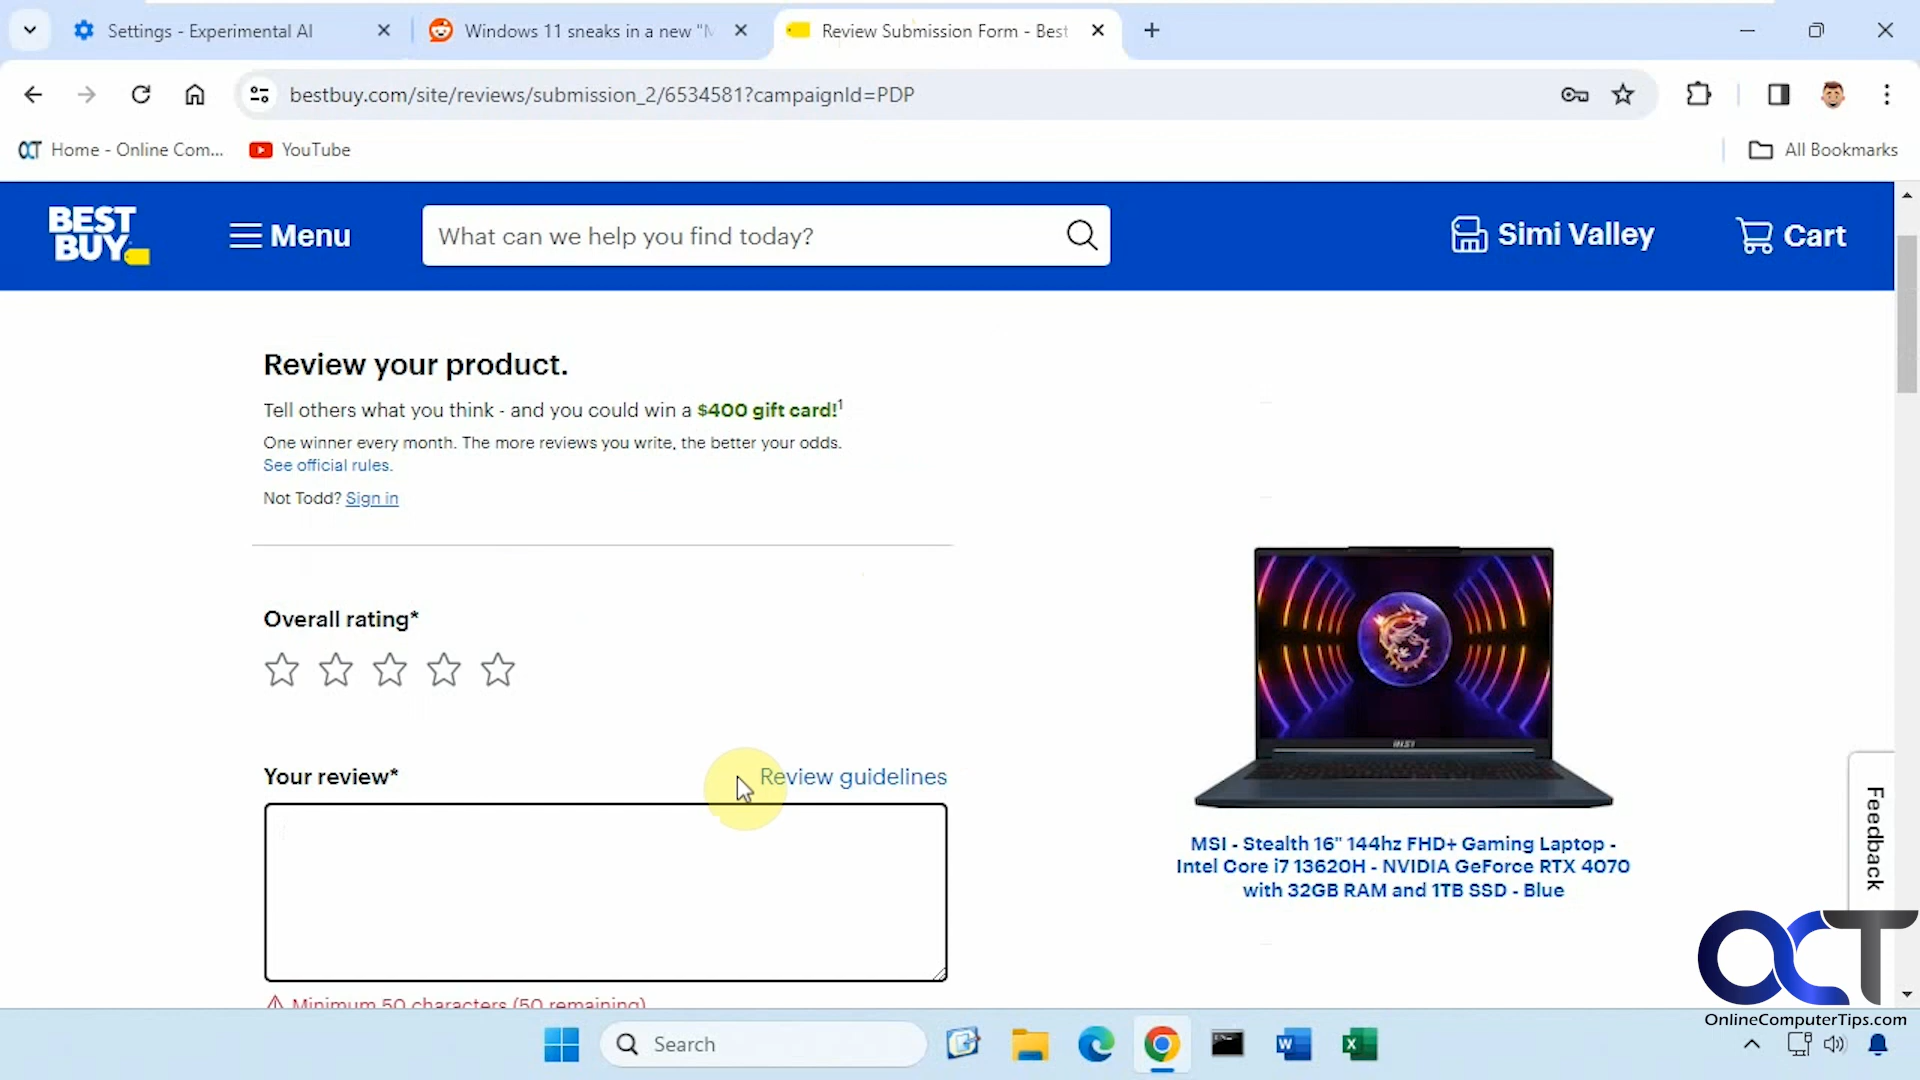 Settings - Experimental AI
Windows 11 sneaks in a new "M
Review Submission Form - Best
bestbuy.com/site/reviews/submission_2/6534581?campaignId=PDP
OCT Home - Online Com...
YouTube
All Bookmarks
BEST BUY
Menu
What can we help you find today?
Simi Valley
Cart
Review your product.
Tell others what you think - and you could win a $400 gift card!1
One winner every month. The more reviews you write, the better your odds.
See official rules.
Not Todd? Sign in
Overall rating*
Your review*
Review guidelines
Minimum 50 characters (50 remaining)
msi
MSI - Stealth 16" 144hz FHD+ Gaming Laptop -
Intel Core i7 13620H - NVIDIA GeForce RTX 4070
with 32GB RAM and 1TB SSD - Blue
Feedback
OCT
OnlineComputerTips.com
Search